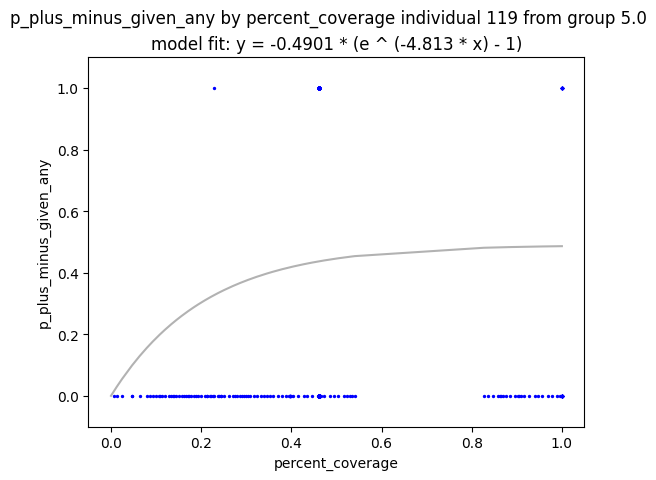 p_plus_minus_given_any by percent_coverage individual 119 from group 5.0
model fit: y = -0.4901 * (e ^ (-4.813 * x) - 1)
1.0
0.8
0.6
0.4
0.2
0.0
p_plus_minus_given_any
0.0 0.2 0.4 0.6 0.8 1.0
percent_coverage